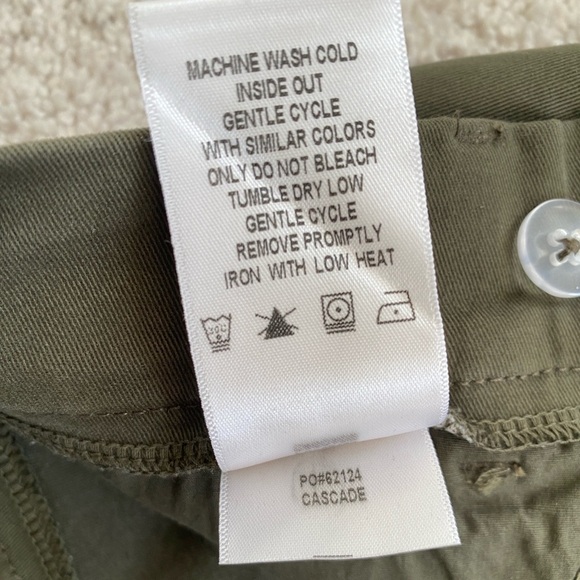 MACHINE WASH COLD
INSIDE OUT
GENTLE CYCLE
WITH SIMILAR COLORS
ONLY DO NOT BLEACH
TUMBLE DRY LOW
GENTLE CYCLE
REMOVE PROMPTLY
IRON WITH LOW HEAT
PO#62124
CASCADE